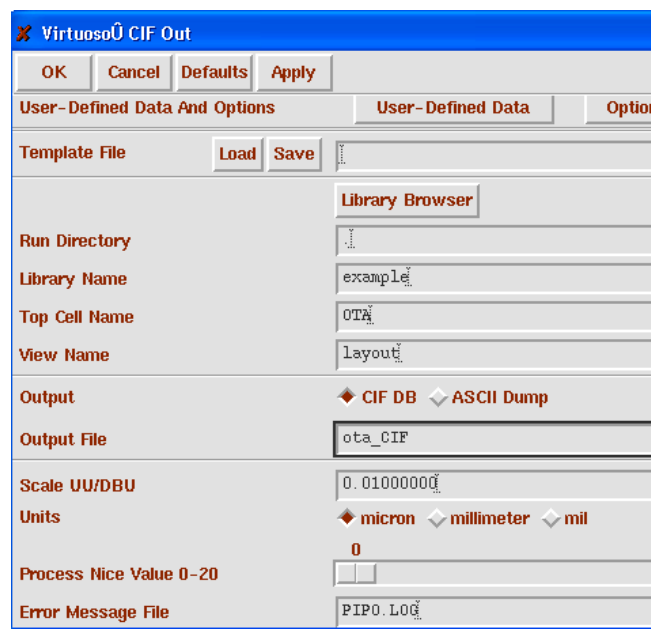 VirtuosoÛ CIF Out
OK Cancel Defaults Apply
User-Defined Data And Options User-Defined Data Option
Template File Load Save
Library Browser
Run Directory .
Library Name example
Top Cell Name OTA
View Name layout
Output CIF DB ASCII Dump
Output File ota_CIF
Scale UU/DBU 0.01000000
Units micron millimeter mil
0
Process Nice Value 0-20
Error Message File PIPO.LOG